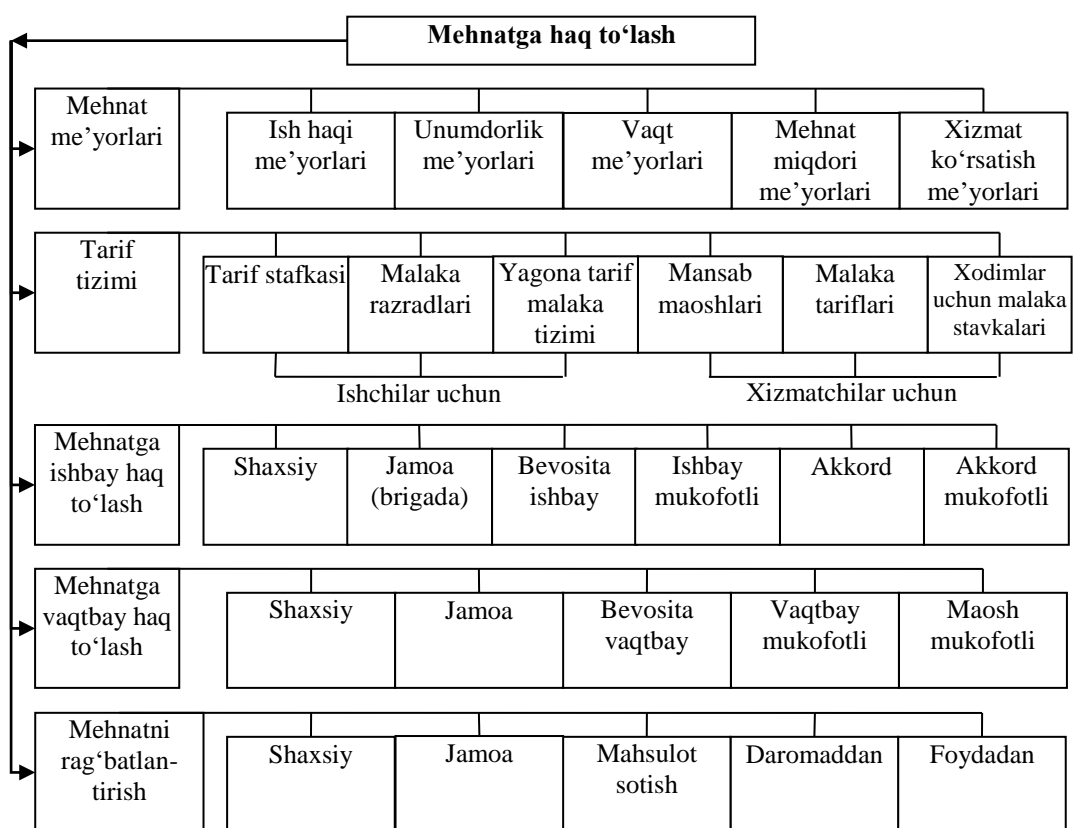 Mehnatga haq to‘lash
Mehnat
me’yorlari
Ish haqi
me’yorlari
Unumdorlik
me’yorlari
Vaqt
me’yorlari
Mehnat
miqdori
me’yorlari
Xizmat
ko‘rsatish
me’yorlari
Tarif
tizimi
Tarif stafkasi
Malaka
razradlari
Yagona tarif
malaka
tizimi
Mansab
maoshlari
Malaka
tariflari
Xodimlar
uchun malaka
stavkalari
Ishchilar uchun
Xizmatchilar uchun
Mehnatga
ishbay haq
to‘lash
Shaxsiy
Jamoa
(brigada)
Bevosita
ishbay
Ishbay
mukofotli
Akkord
Akkord
mukofotli
Mehnatga
vaqtbay haq
to‘lash
Shaxsiy
Jamoa
Bevosita
vaqtbay
Vaqtbay
mukofotli
Maosh
mukofotli
Mehnatni
rag‘batlan-
tirish
Shaxsiy
Jamoa
Mahsulot
sotish
Daromaddan
Foydadan